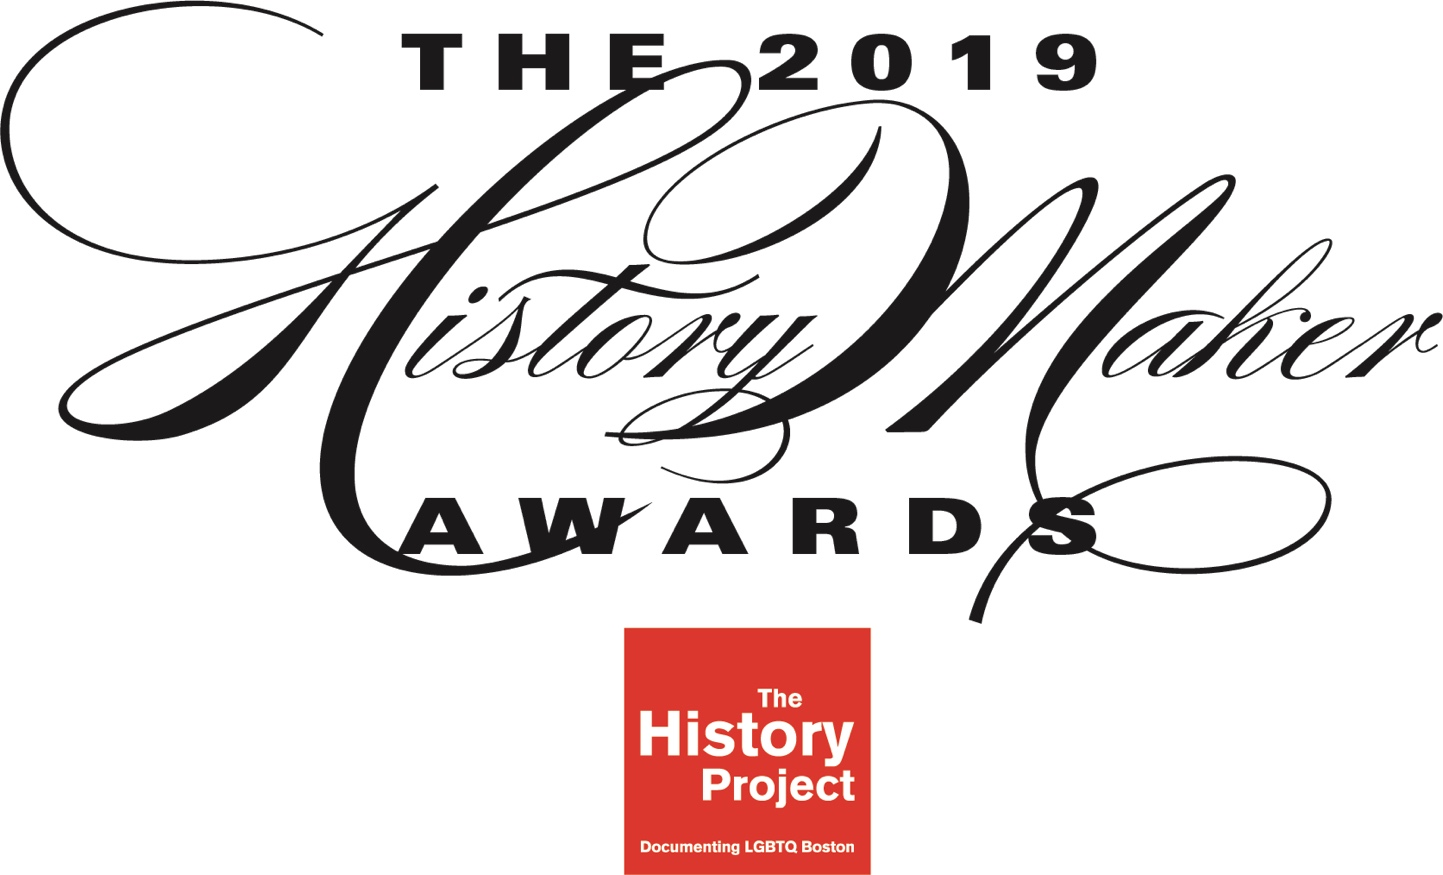 THE 2019
History Maker
AWARDS
The
History
Project
Documenting LGBTQ Boston